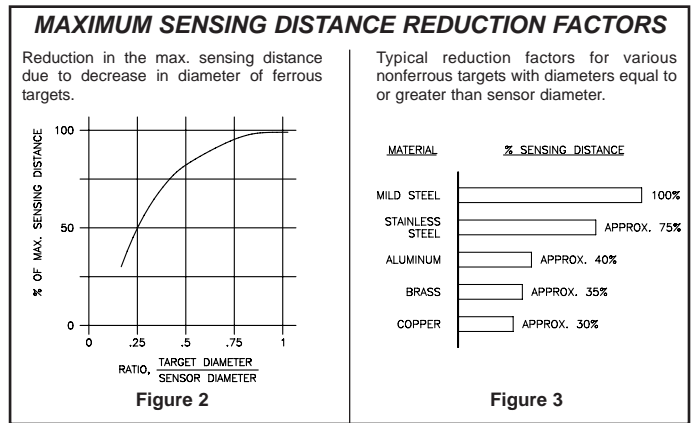 MAXIMUM SENSING DISTANCE REDUCTION FACTORS
Reduction in the max. sensing distance
due to decrease in diameter of ferrous
targets.
% OF MAX. SENSING DISTANCE
100
50
0
0
.25
.5
.75
1
RATIO, TARGET DIAMETER
SENSOR DIAMETER
Figure 2
Typical reduction factors for various
nonferrous targets with diameters equal to
or greater than sensor diameter.
MATERIAL % SENSING DISTANCE
MILD STEEL 100%
STAINLESS
STEEL APPROX. 75%
ALUMINUM APPROX. 40%
BRASS APPROX. 35%
COPPER APPROX. 30%
Figure 3